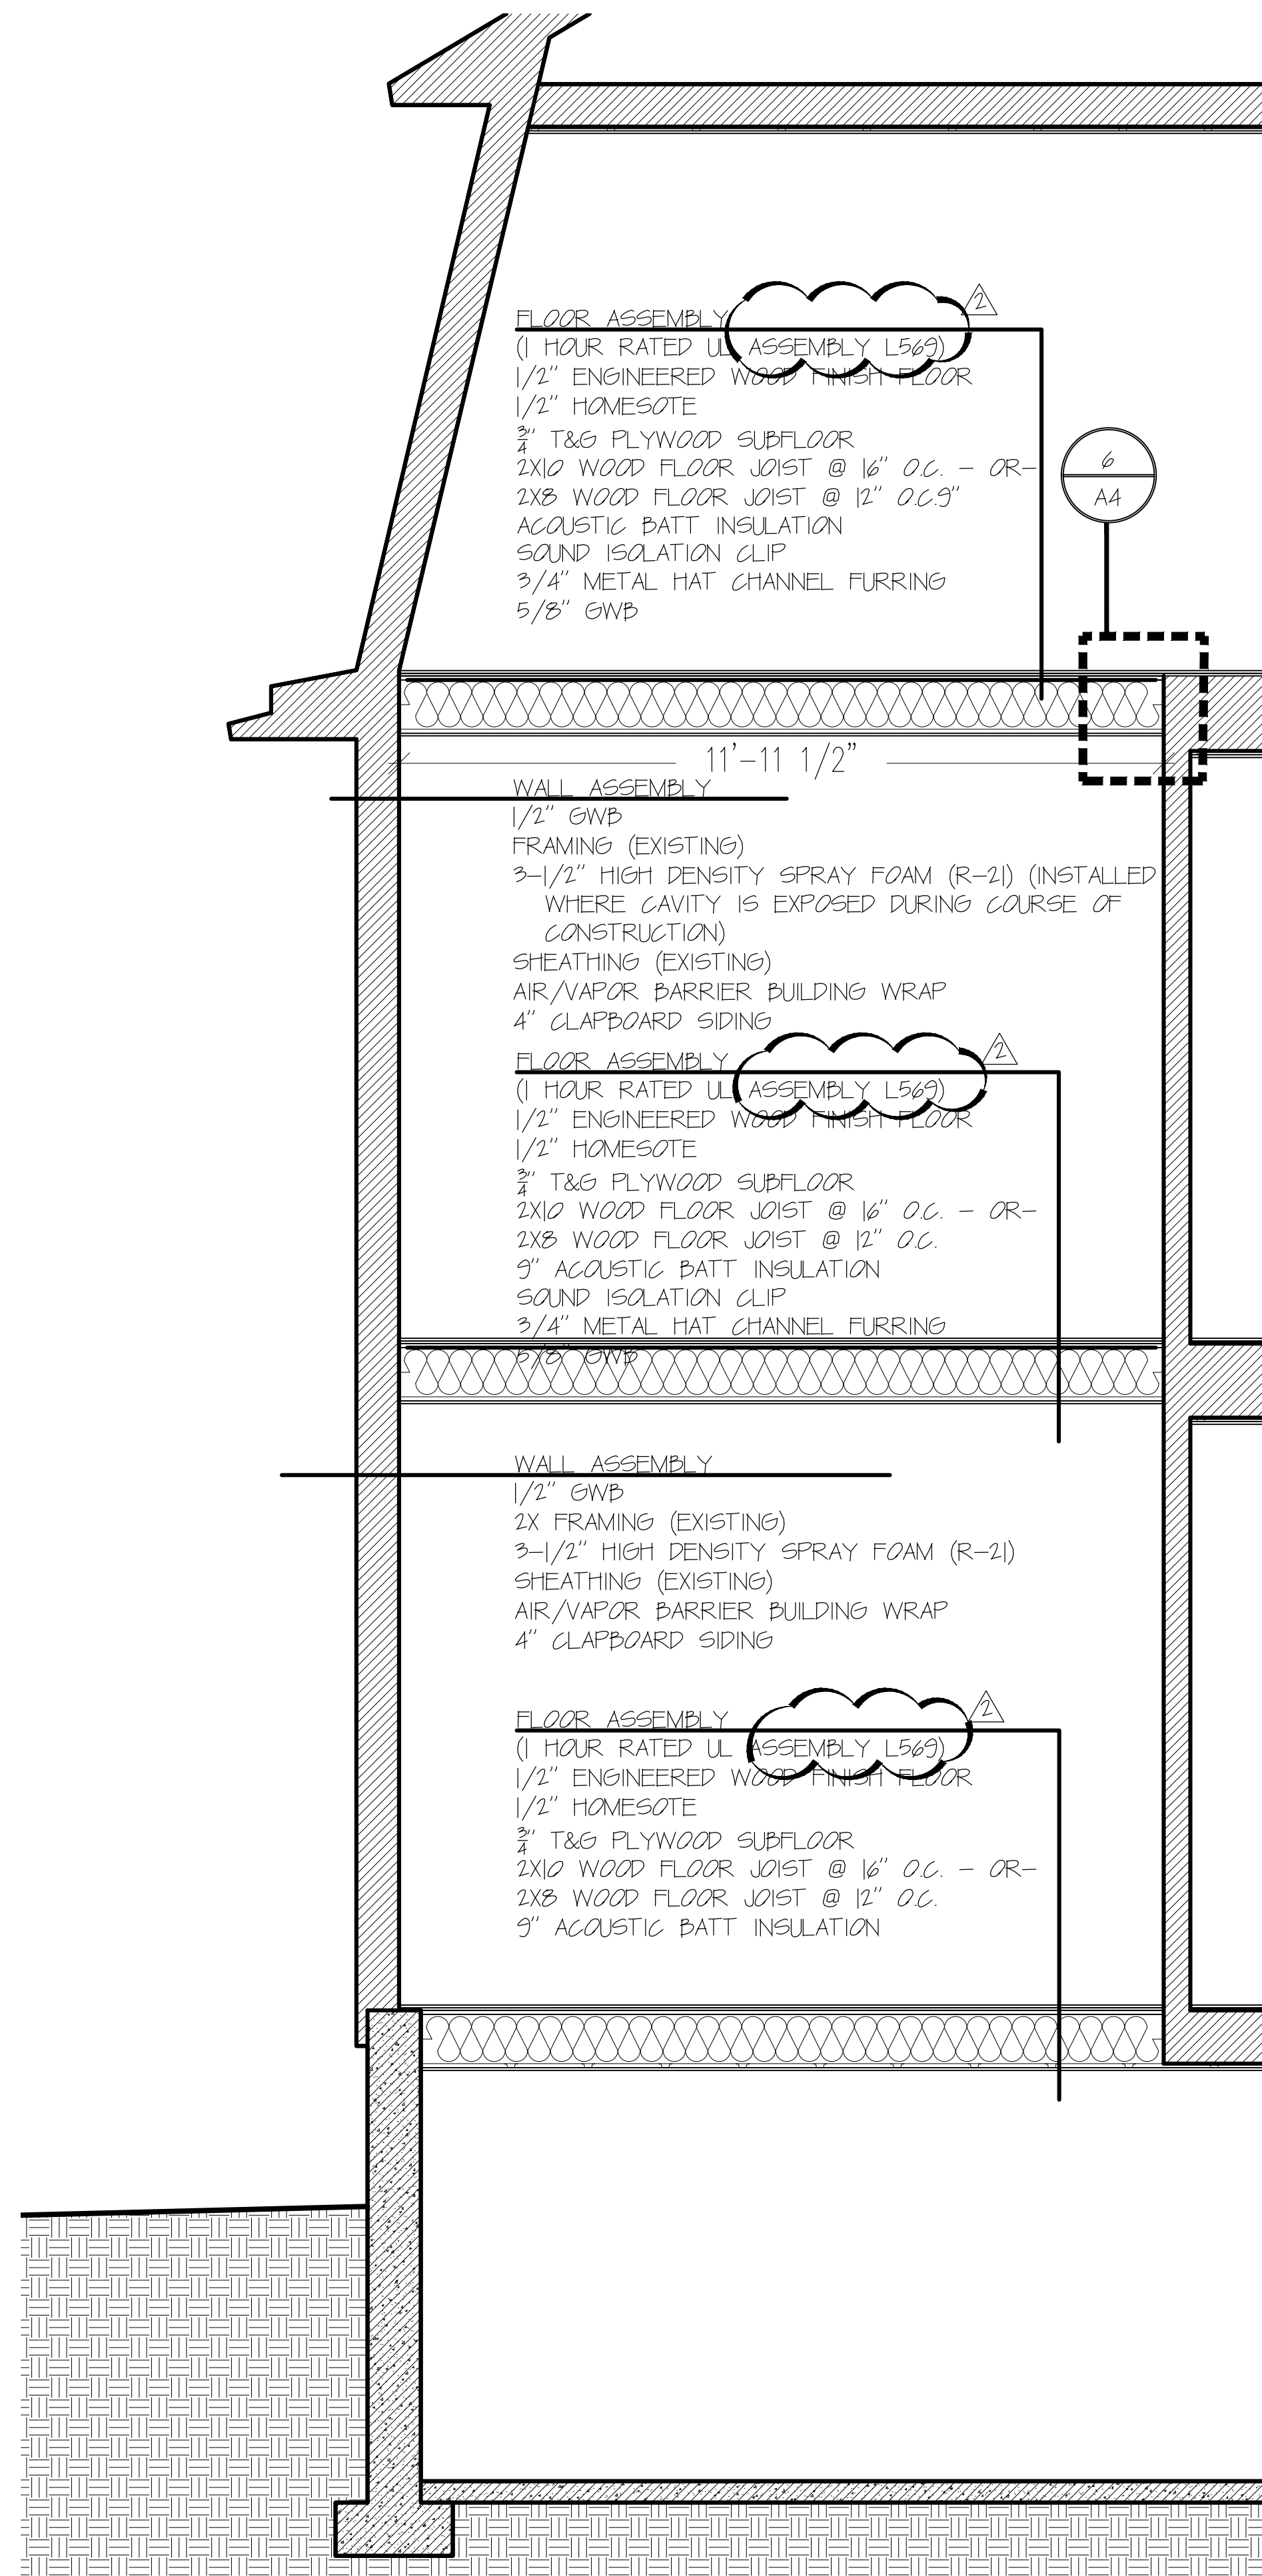 2
FLOOR ASSEMBLY
(1 HOUR RATED UL ASSEMBLY L569)
1/2" ENGINEERED WOOD FINISH FLOOR
1/2" HOMESOTE
3/4" T&G PLYWOOD SUBFLOOR
2X10 WOOD FLOOR JOIST @ 16" O.C. - OR-
2X8 WOOD FLOOR JOIST @ 12" O.C.9"
ACOUSTIC BATT INSULATION
SOUND ISOLATION CLIP
3/4" METAL HAT CHANNEL FURRING
5/8" GWB
6
A4
11'-11 1/2"
WALL ASSEMBLY
1/2" GWB
FRAMING (EXISTING)
3-1/2" HIGH DENSITY SPRAY FOAM (R-21) (INSTALLED
WHERE CAVITY IS EXPOSED DURING COURSE OF
CONSTRUCTION)
SHEATHING (EXISTING)
AIR/VAPOR BARRIER BUILDING WRAP
4" CLAPBOARD SIDING
2
FLOOR ASSEMBLY
(1 HOUR RATED UL ASSEMBLY L569)
1/2" ENGINEERED WOOD FINISH FLOOR
1/2" HOMESOTE
3/4" T&G PLYWOOD SUBFLOOR
2X10 WOOD FLOOR JOIST @ 16" O.C. - OR-
2X8 WOOD FLOOR JOIST @ 12" O.C.
9" ACOUSTIC BATT INSULATION
SOUND ISOLATION CLIP
3/4" METAL HAT CHANNEL FURRING
5/8" GWB
WALL ASSEMBLY
1/2" GWB
2X FRAMING (EXISTING)
3-1/2" HIGH DENSITY SPRAY FOAM (R-21)
SHEATHING (EXISTING)
AIR/VAPOR BARRIER BUILDING WRAP
4" CLAPBOARD SIDING
2
FLOOR ASSEMBLY
(1 HOUR RATED UL ASSEMBLY L569)
1/2" ENGINEERED WOOD FINISH FLOOR
1/2" HOMESOTE
3/4" T&G PLYWOOD SUBFLOOR
2X10 WOOD FLOOR JOIST @ 16" O.C. - OR-
2X8 WOOD FLOOR JOIST @ 12" O.C.
9" ACOUSTIC BATT INSULATION